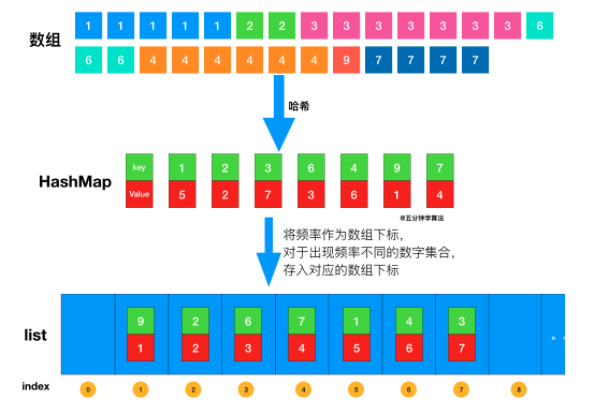 数组
1 1 1 1 1 2 2 3 3 3 3 3 3 3 6
6 6 4 4 4 4 4 4 9 7 7 7 7
哈希
HashMap
key 1 2 3 6 4 9 7
Value 5 2 7 3 6 1 4
@五分钟学算法
将频率作为数组下标,
对于出现频率不同的数字集合,
存入对应的数组下标
list
9 2 6 7 1 4 3
1 2 3 4 5 6 7
index 0 1 2 3 4 5 6 7 8